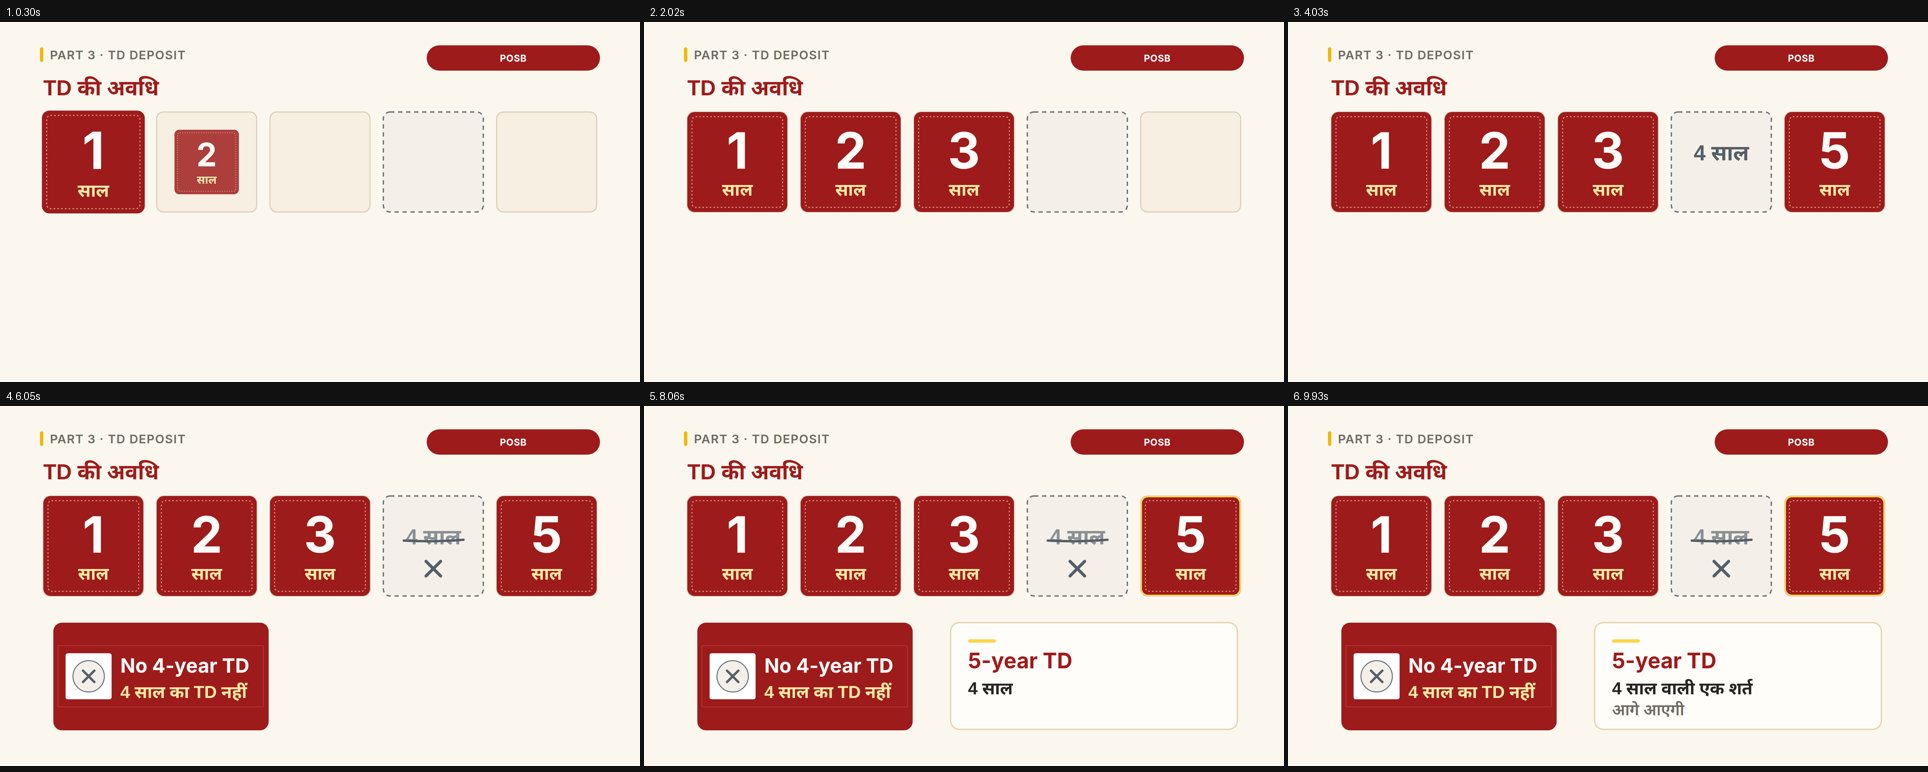 1. 0.30s
PART 3 · TD DEPOSIT
POSB
TD की अवधि
1
साल
2
साल
2. 2.02s
PART 3 · TD DEPOSIT
POSB
TD की अवधि
1
साल
2
साल
3
साल
3. 4.03s
PART 3 · TD DEPOSIT
POSB
TD की अवधि
1
साल
2
साल
3
साल
4 साल
5
साल
4. 6.05s
PART 3 · TD DEPOSIT
POSB
TD की अवधि
1
साल
2
साल
3
साल
4 साल
5
साल
No 4-year TD
4 साल का TD नहीं
5. 8.06s
PART 3 · TD DEPOSIT
POSB
TD की अवधि
1
साल
2
साल
3
साल
4 साल
5
साल
No 4-year TD
4 साल का TD नहीं
5-year TD
4 साल
6. 9.93s
PART 3 · TD DEPOSIT
POSB
TD की अवधि
1
साल
2
साल
3
साल
4 साल
5
साल
No 4-year TD
4 साल का TD नहीं
5-year TD
4 साल वाली एक शर्त
आगे आएगी